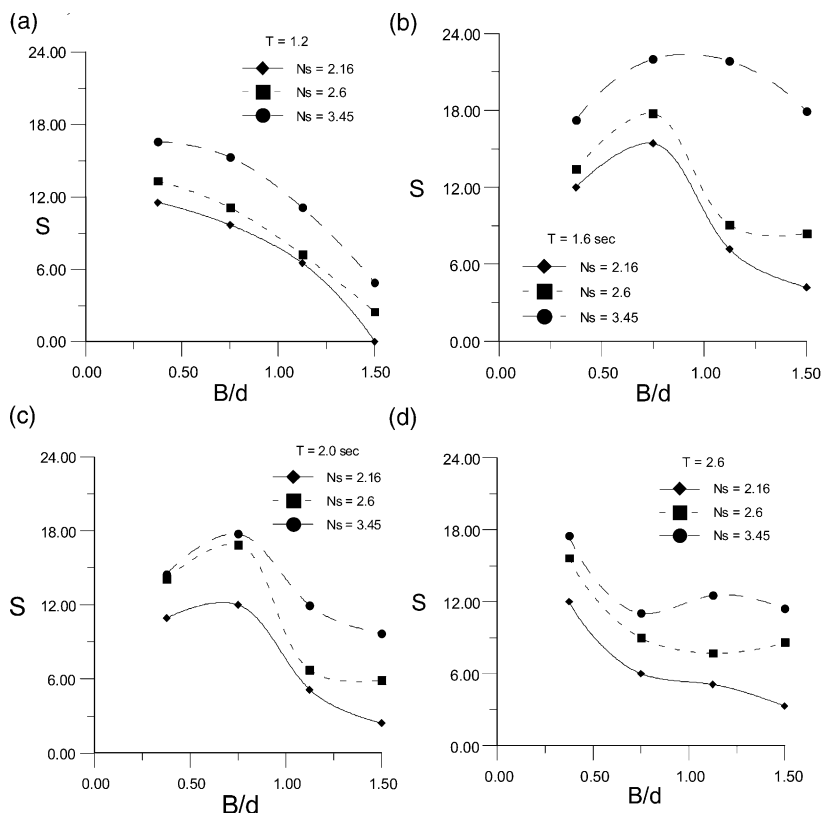 (a)
T = 1.2
Ns = 2.16
Ns = 2.6
Ns = 3.45
24.00
18.00
12.00
6.00
0.00
S
0.00 0.50 1.00 1.50
B/d
(b)
24.00
18.00
12.00
6.00
0.00
S
T = 1.6 sec
Ns = 2.16
Ns = 2.6
Ns = 3.45
0.00 0.50 1.00 1.50
B/d
(c)
T = 2.0 sec
Ns = 2.16
Ns = 2.6
Ns = 3.45
24.00
18.00
12.00
6.00
0.00
S
0.00 0.50 1.00 1.50
B/d
(d)
T = 2.6
Ns = 2.16
Ns = 2.6
Ns = 3.45
24.00
18.00
12.00
6.00
0.00
S
0.00 0.50 1.00 1.50
B/d